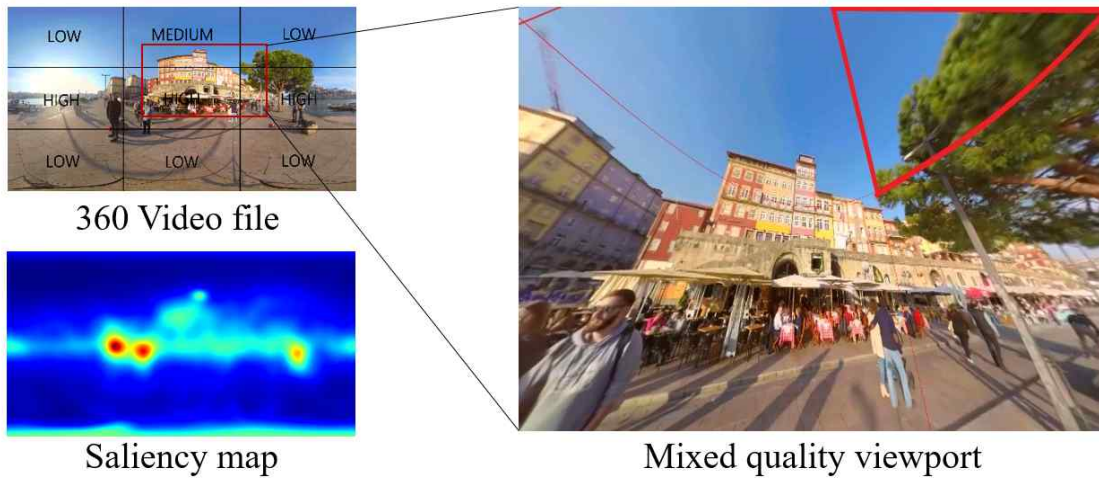 LOW MEDIUM LOW
HIGH HIGH HIGH
LOW LOW LOW
360 Video file
Saliency map
Mixed quality viewport